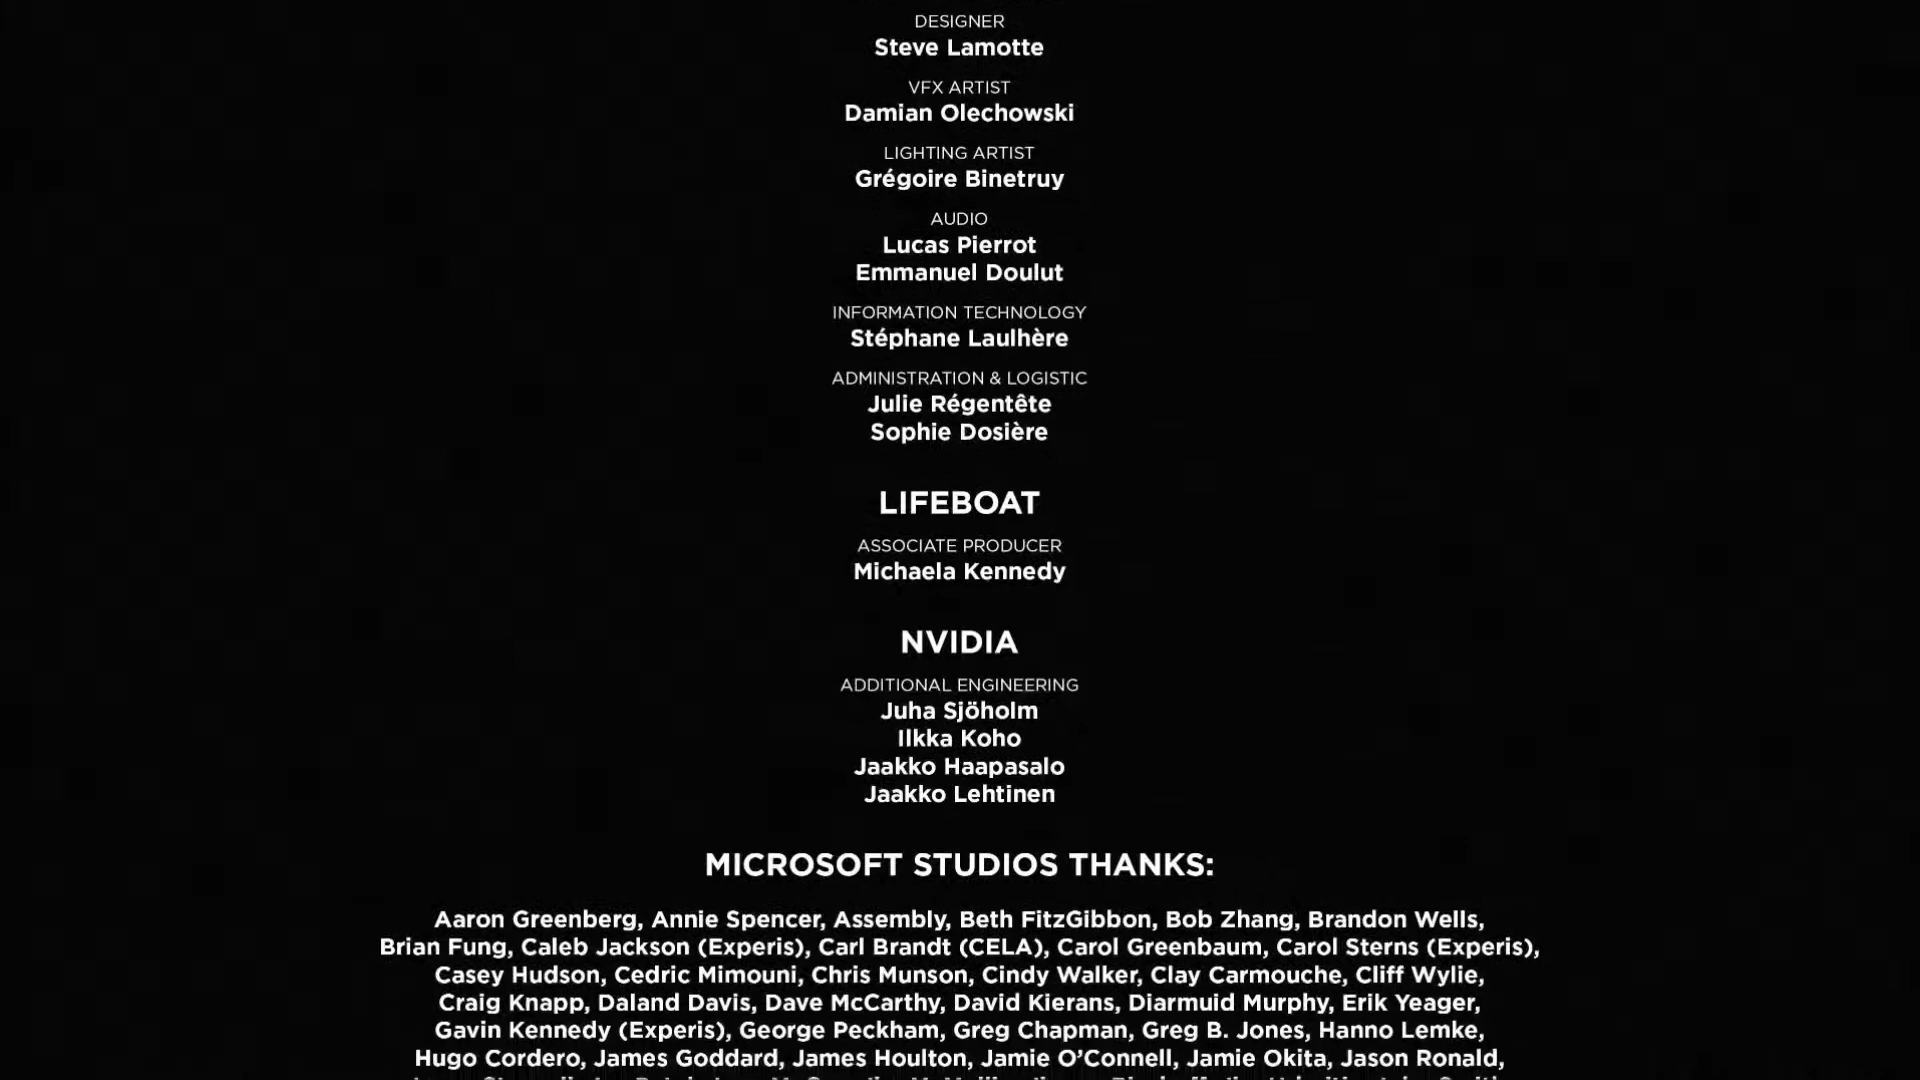 DESIGNER
Steve Lamotte
VFX ARTIST
Damian Olechowski
LIGHTING ARTIST
Grégoire Binetruy
AUDIO
Lucas Pierrot
Emmanuel Doulut
INFORMATION TECHNOLOGY
Stéphane Laulhère
ADMINISTRATION & LOGISTIC
Julie Régentête
Sophie Dosière
LIFEBOAT
ASSOCIATE PRODUCER
Michaela Kennedy
NVIDIA
ADDITIONAL ENGINEERING
Juha Sjöholm
Ilkka Koho
Jaakko Haapasalo
Jaakko Lehtinen
MICROSOFT STUDIOS THANKS:
Aaron Greenberg, Annie Spencer, Assembly, Beth FitzGibbon, Bob Zhang, Brandon Wells,
Brian Fung, Caleb Jackson (Experis), Carl Brandt (CELA), Carol Greenbaum, Carol Sterns (Experis),
Casey Hudson, Cedric Mimouni, Chris Munson, Cindy Walker, Clay Carmouche, Cliff Wylie,
Craig Knapp, Daland Davis, Dave McCarthy, David Kierans, Diarmuid Murphy, Erik Yeager,
Gavin Kennedy (Experis), George Peckham, Greg Chapman, Greg B. Jones, Hanno Lemke,
Hugo Cordero, James Goddard, James Houlton, Jamie O’Connell, Jamie Okita, Jason Ronald,